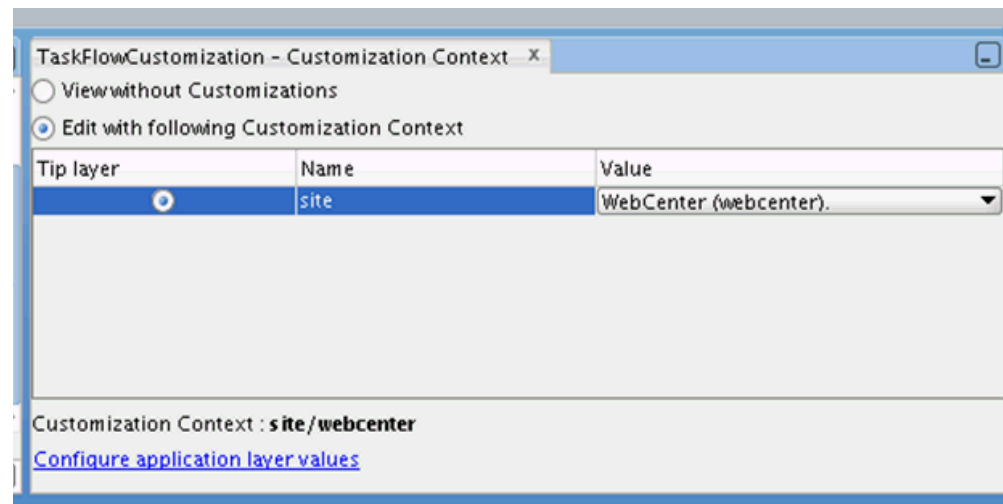 TaskFlowCustomization - Customization Context x
View without Customizations
Edit with following Customization Context
Tip layer Name Value
site WebCenter (webcenter).
Customization Context : site/webcenter
Configure application layer values